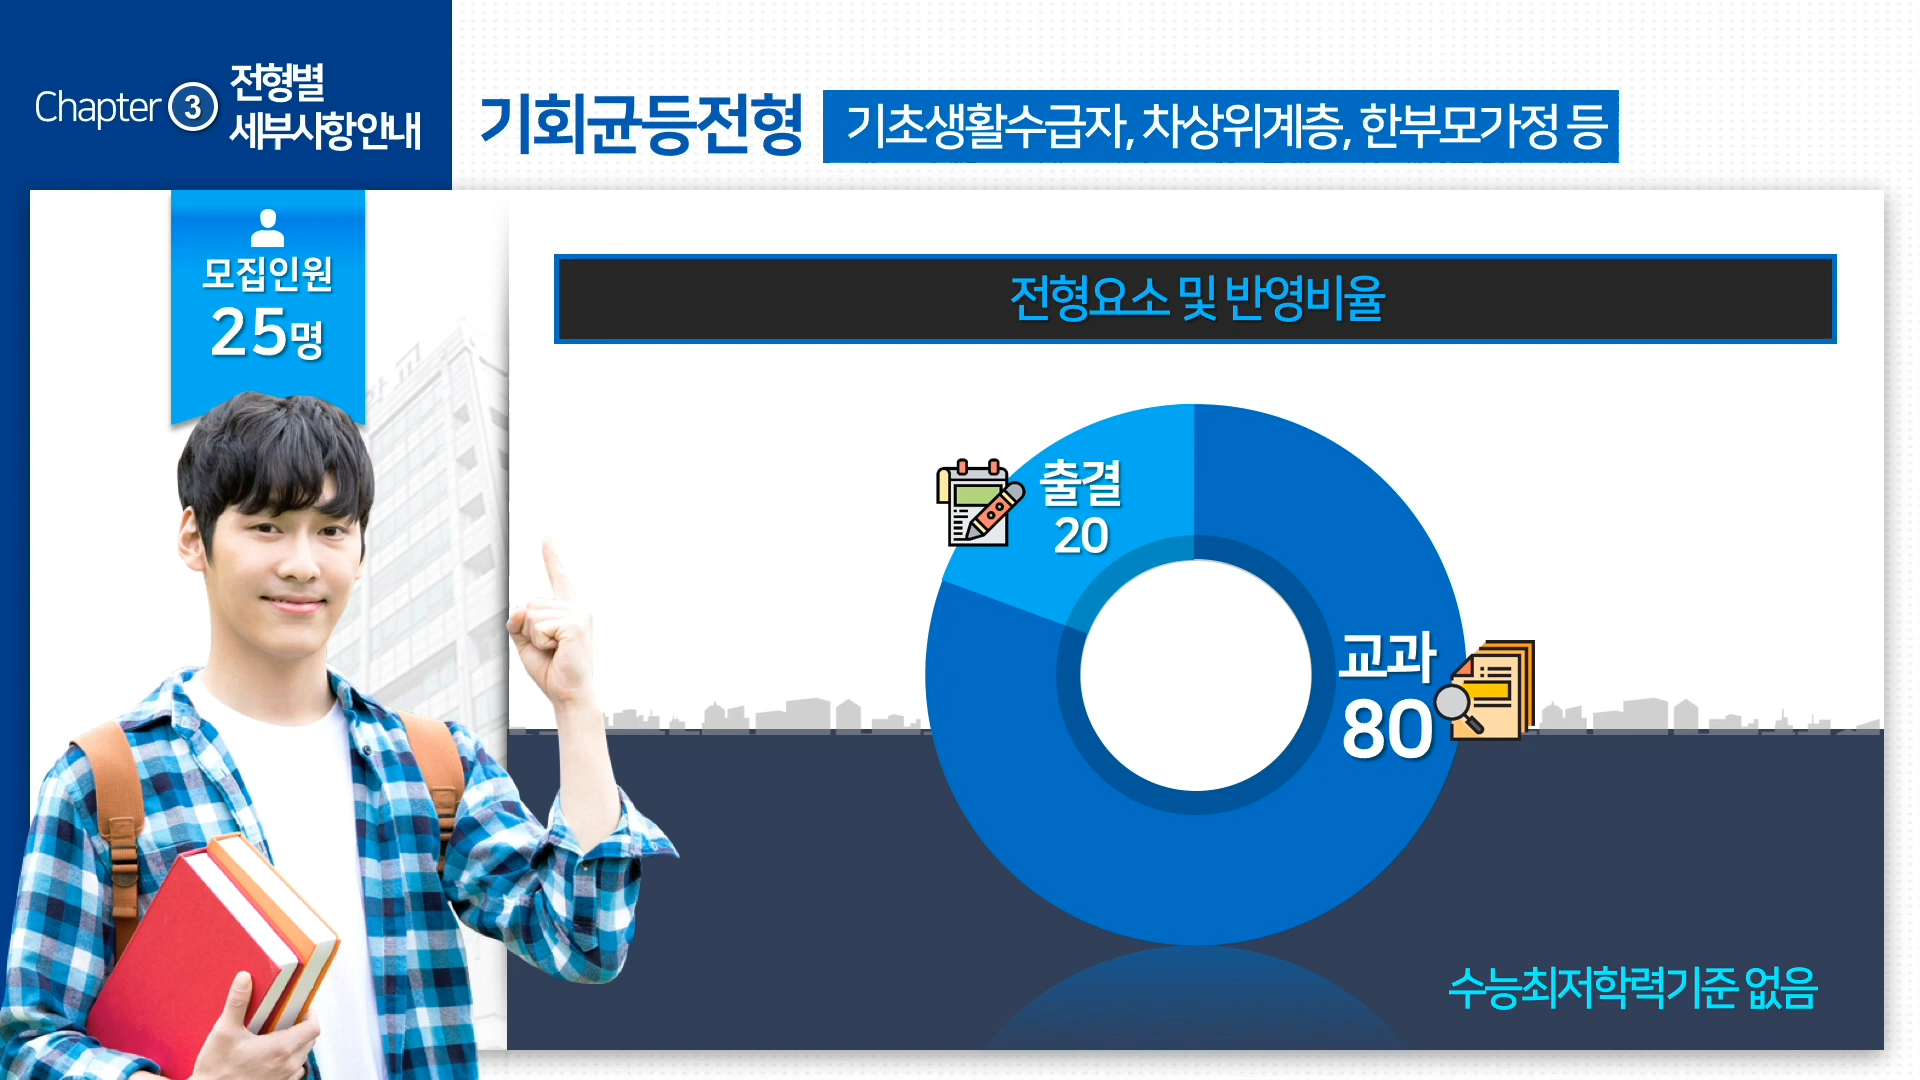 Chapter 3 전형별
세부사항안내
기회균등전형
기초생활수급자, 차상위계층, 한부모가정 등
모집인원
25명
전형요소 및 반영비율
출결
20
교과
80
수능최저학력기준 없음